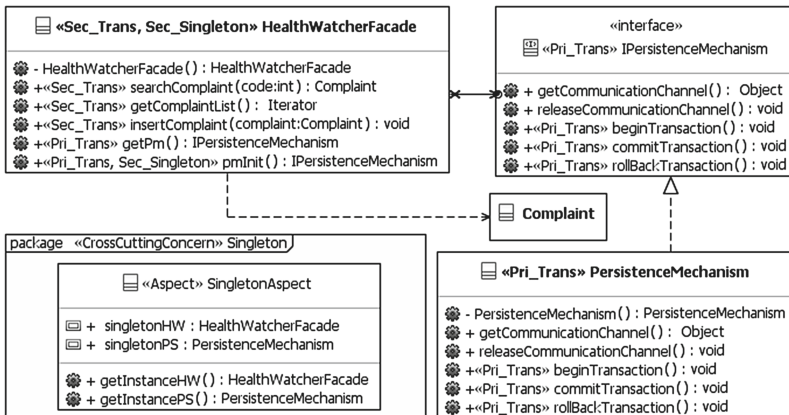 «Sec_Trans, Sec_Singleton» HealthWatcherFacade
- HealthWatcherFacade() : HealthWatcherFacade
+«Sec_Trans» searchComplaint(code:int) : Complaint
+«Sec_Trans» getComplaintList() : Iterator
+«Sec_Trans» insertComplaint(complaint:Complaint) : void
+«Pri_Trans» getPm() : IPersistenceMechanism
+«Pri_Trans, Sec_Singleton» pmInit() : IPersistenceMechanism
«interface»
«Pri_Trans» IPersistenceMechanism
+ getCommunicationChannel() : Object
+ releaseCommunicationChannel() : void
+«Pri_Trans» beginTransaction() : void
+«Pri_Trans» commitTransaction() : void
+«Pri_Trans» rollBackTransaction() : void
Complaint
package «CrossCuttingConcern» Singleton
«Aspect» SingletonAspect
+ singletonHW : HealthWatcherFacade
+ singletonPS : PersistenceMechanism
+ getInstanceHW() : HealthWatcherFacade
+ getInstancePS() : PersistenceMechanism
«Pri_Trans» PersistenceMechanism
- PersistenceMechanism() : PersistenceMechanism
+ getCommunicationChannel() : Object
+ releaseCommunicationChannel() : void
+«Pri_Trans» beginTransaction() : void
+«Pri_Trans» commitTransaction() : void
+«Pri_Trans» rollBackTransaction() : void